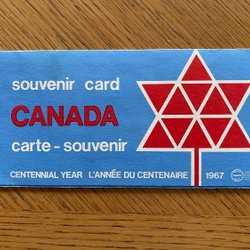 souvenir card
CANADA
carte - souvenir
CENTENNIAL YEAR L'ANNÉE DU CENTENAIRE 1967